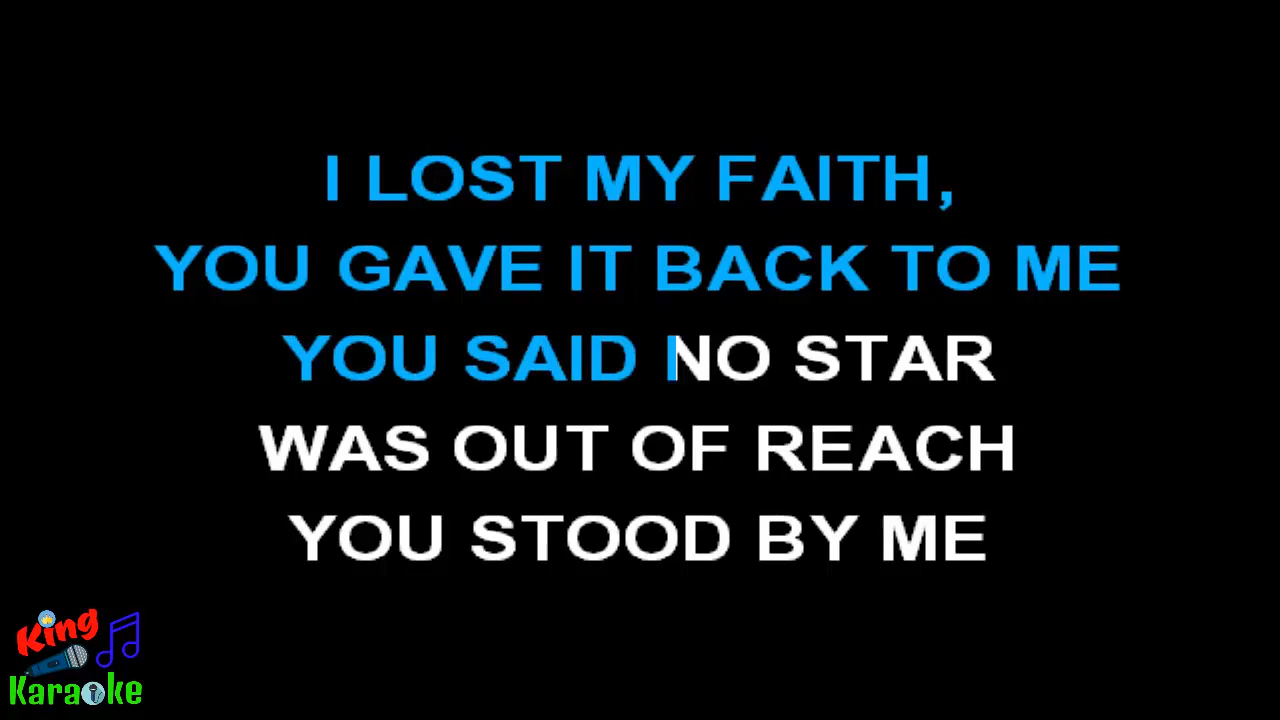 I LOST MY FAITH,
YOU GAVE IT BACK TO ME
YOU SAID NO STAR
WAS OUT OF REACH
YOU STOOD BY ME
King
Karaoke